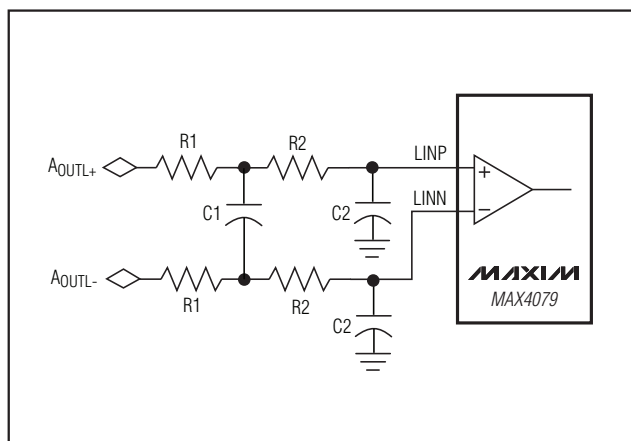 R1
R2
LINP
AOUTL+
+
C1
C2
LINN
−
AOUTL-
R1
R2
C2
MAXIM
MAX4079